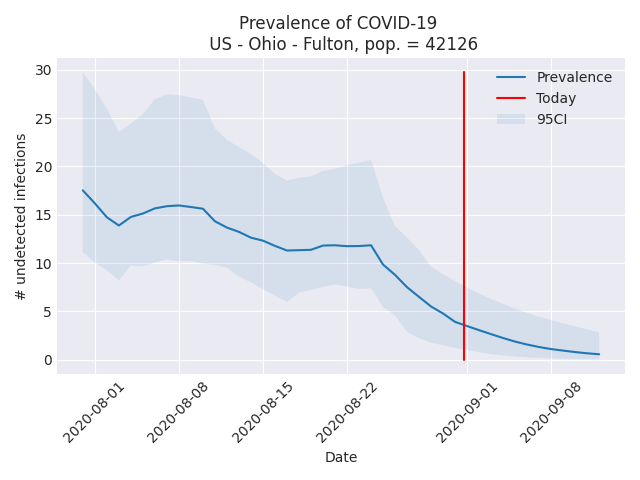 Prevalence of COVID-19
US - Ohio - Fulton, pop. = 42126
30
25
20
15
10
5
0
# undetected infections
Prevalence
Today
95CI
2020-08-01
2020-08-08
2020-08-15
2020-08-22
2020-09-01
2020-09-08
Date